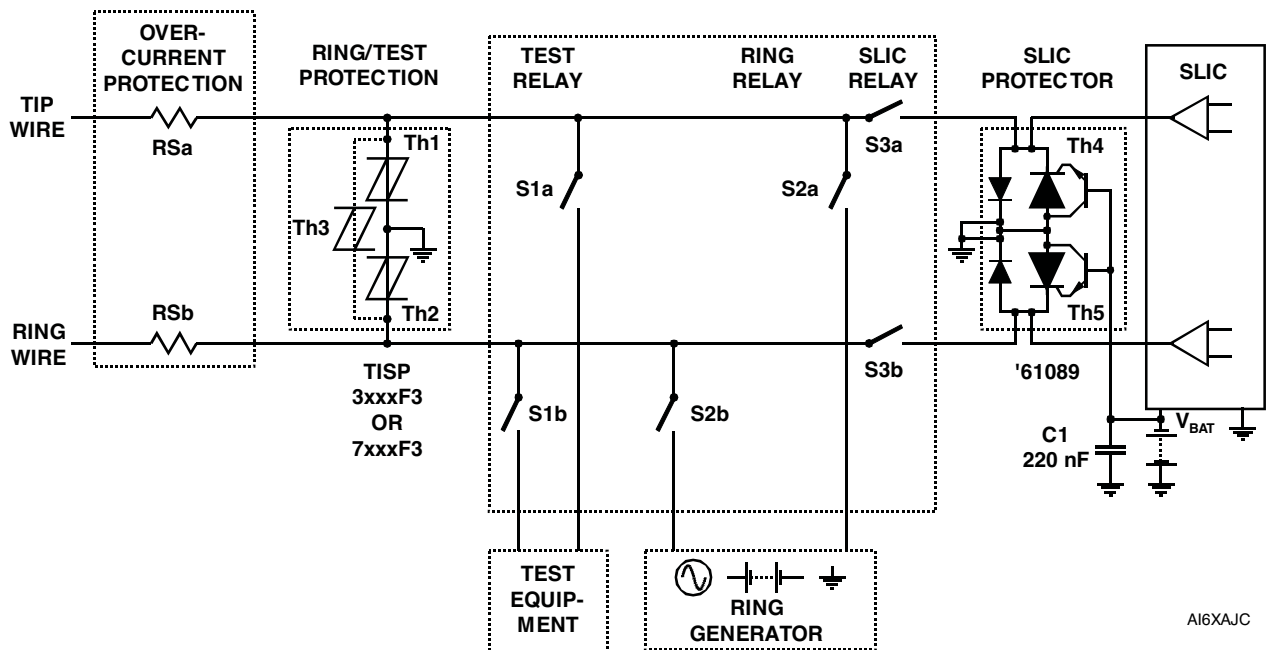 OVER-
CURRENT
PROTECTION
RING/TEST
PROTECTION
TEST
RELAY
RING
RELAY
SLIC
RELAY
SLIC
PROTECTOR
SLIC
TIP
WIRE
RSa
Th1
Th3
Th2
S1a
S2a
S3a
Th4
Th5
RING
WIRE
RSb
TISP
3xxxF3
OR
7xxxF3
S1b
S2b
S3b
'61089
C1
220 nF
VBAT
TEST
EQUIP-
MENT
RING
GENERATOR
AI6XAJC